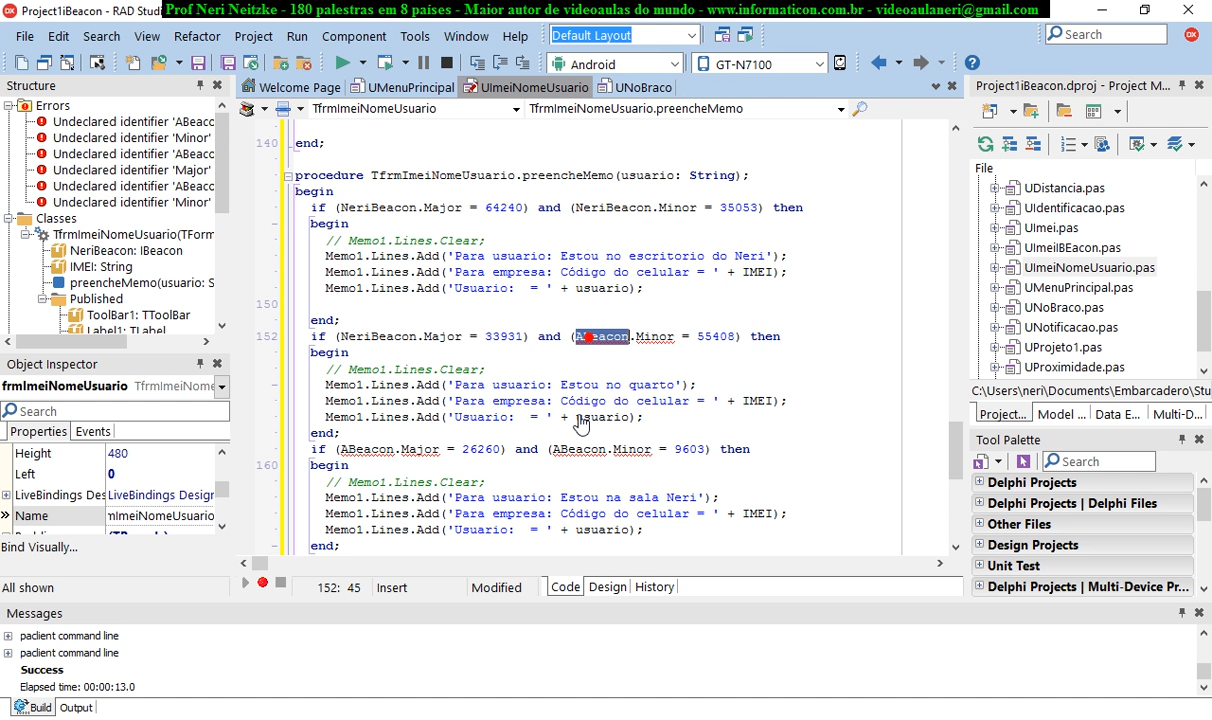 Project1iBeacon - RAD Studi
Prof Neri Neitzke - 180 palestras em 8 países - Maior autor de videoaulas do mundo - www.informaticon.com.br - videoaulaneri@gmail.com
File Edit Search View Refactor Project Run Component Tools Window Help
Default Layout
Search
Android
GT-N7100
Structure
Welcome Page UMenuPrincipal UImeiNomeUsuario UNoBraco
Project1iBeacon.dproj - Project M...
TfrmImeiNomeUsuario TfrmImeiNomeUsuario.preencheMemo
Errors
Undeclared identifier 'ABeacc
Undeclared identifier 'Minor'
Undeclared identifier 'ABeacc
Undeclared identifier 'Major'
Undeclared identifier 'ABeacc
Undeclared identifier 'Minor'
Classes
TfrmImeiNomeUsuario(TForm
NeriBeacon: IBeacon
IMEI: String
preencheMemo(usuario: S
Published
ToolBar1: TToolBar
Label1: TLabel
140 end;
procedure TfrmImeiNomeUsuario.preencheMemo(usuario: String);
begin
if (NeriBeacon.Major = 64240) and (NeriBeacon.Minor = 35053) then
begin
// Memo1.Lines.Clear;
Memo1.Lines.Add('Para usuario: Estou no escritorio do Neri');
Memo1.Lines.Add('Para empresa: Código do celular = ' + IMEI);
Memo1.Lines.Add('Usuario:  = ' + usuario);
150
end;
152 if (NeriBeacon.Major = 33931) and (ABeacon.Minor = 55408) then
begin
// Memo1.Lines.Clear;
Memo1.Lines.Add('Para usuario: Estou no quarto');
Memo1.Lines.Add('Para empresa: Código do celular = ' + IMEI);
Memo1.Lines.Add('Usuario:  = ' + usuario);
end;
if (ABeacon.Major = 26260) and (ABeacon.Minor = 9603) then
160 begin
// Memo1.Lines.Clear;
Memo1.Lines.Add('Para usuario: Estou na sala Neri');
Memo1.Lines.Add('Para empresa: Código do celular = ' + IMEI);
Memo1.Lines.Add('Usuario:  = ' + usuario);
end;
152: 45 Insert Modified Code Design History
File
UDistancia.pas
UIdentificacao.pas
UImei.pas
UImeiIBEacon.pas
UImeiNomeUsuario.pas
UMenuPrincipal.pas
UNoBraco.pas
UNotificacao.pas
UProjeto1.pas
UProximidade.pas
C:\Users\neri\Documents\Embarcadero\Stu
Project... Model ... Data E... Multi-D...
Tool Palette
Search
Delphi Projects
Delphi Projects | Delphi Files
Other Files
Design Projects
Unit Test
Delphi Projects | Multi-Device Pr...
Object Inspector
frmImeiNomeUsuario TfrmImeiNome
Search
Properties Events
Height 480
Left 0
LiveBindings Des LiveBindings Design
Name mImeiNomeUsuario
Bind Visually...
All shown
Messages
paclient command line
paclient command line
Success
Elapsed time: 00:00:13.0
Build Output